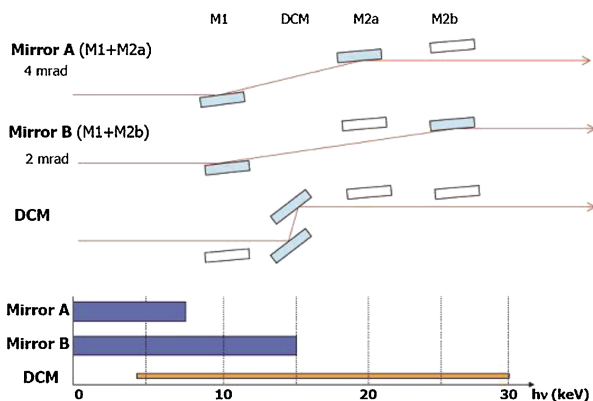 M1 DCM M2a M2b
Mirror A (M1+M2a)
4 mrad
Mirror B (M1+M2b)
2 mrad
DCM
Mirror A
Mirror B
DCM
0 10 20 30 hν (keV)